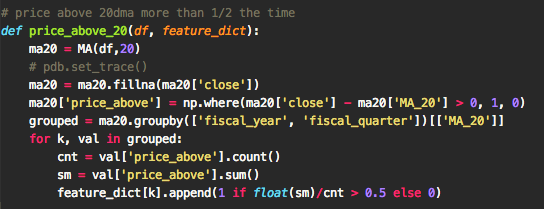 # price above 20dma more than 1/2 the time
def price_above_20(df, feature_dict):
    ma20 = MA(df,20)
    # pdb.set_trace()
    ma20 = ma20.fillna(ma20['close'])
    ma20['price_above'] = np.where(ma20['close'] - ma20['MA_20'] > 0, 1, 0)
    grouped = ma20.groupby(['fiscal_year', 'fiscal_quarter'])[['MA_20']]
    for k, val in grouped:
        cnt = val['price_above'].count()
        sm = val['price_above'].sum()
        feature_dict[k].append(1 if float(sm)/cnt > 0.5 else 0)